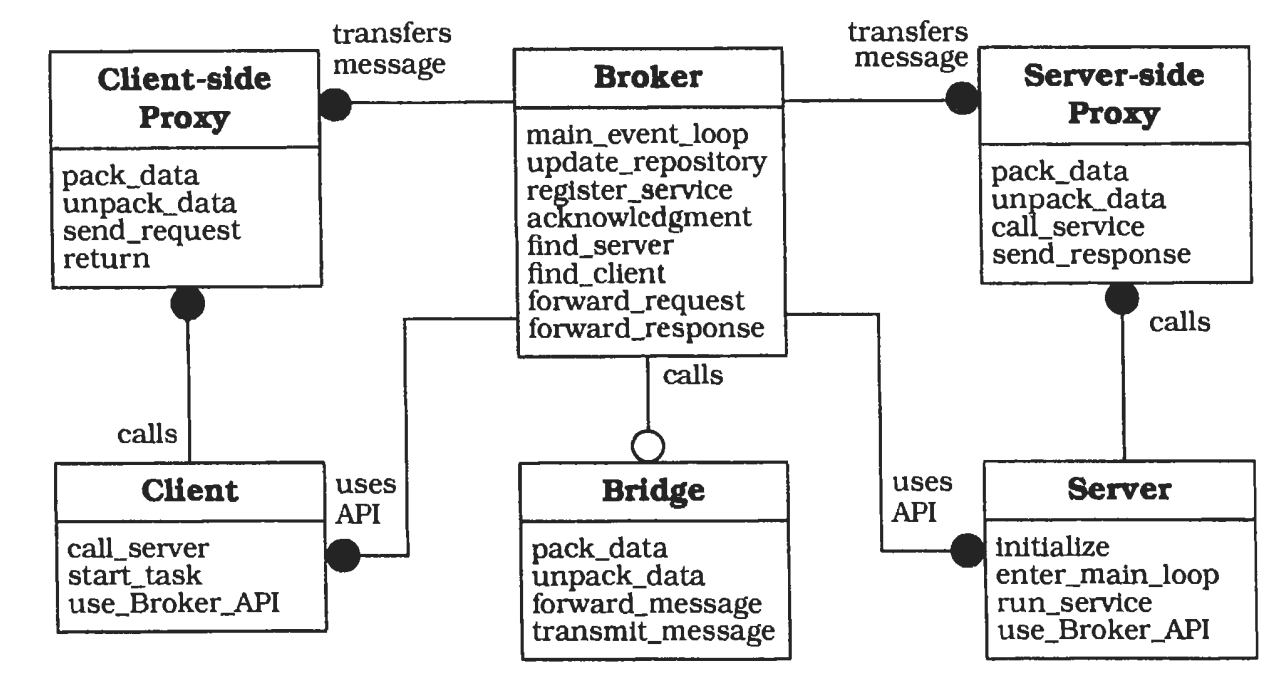 transfers
message
Client-side
Proxy
pack_data
unpack_data
send_request
return
Broker
main_event_loop
update_repository
register_service
acknowledgment
find_server
find_client
forward_request
forward_response
transfers
message
Server-side
Proxy
pack_data
unpack_data
call_service
send_response
calls
calls
calls
Client
call_server
start_task
use_Broker_API
uses
API
Bridge
pack_data
unpack_data
forward_message
transmit_message
uses
API
Server
initialize
enter_main_loop
run_service
use_Broker_API